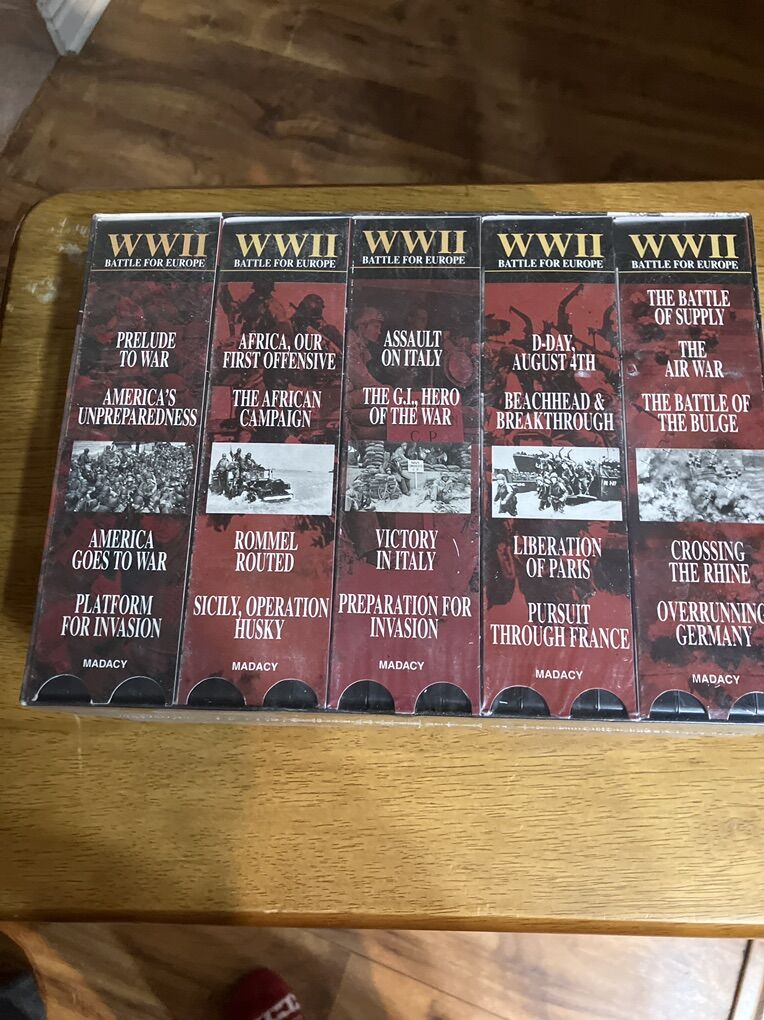 WWII
BATTLE FOR EUROPE
PRELUDE
TO WAR
AMERICA'S
UNPREPAREDNESS
AMERICA
GOES TO WAR
PLATFORM
FOR INVASION
MADACY
WWII
BATTLE FOR EUROPE
AFRICA, OUR
FIRST OFFENSIVE
THE AFRICAN
CAMPAIGN
ROMMEL
ROUTED
SICILY, OPERATION
HUSKY
MADACY
WWII
BATTLE FOR EUROPE
ASSAULT
ON ITALY
THE G.I., HERO
OF THE WAR
C P
VICTORY
IN ITALY
PREPARATION FOR
INVASION
MADACY
WWII
BATTLE FOR EUROPE
D-DAY,
AUGUST 4TH
BEACHHEAD &
BREAKTHROUGH
LIBERATION
OF PARIS
PURSUIT
THROUGH FRANCE
MADACY
WWII
BATTLE FOR EUROPE
THE BATTLE
OF SUPPLY
THE
AIR WAR
THE BATTLE OF
THE BULGE
CROSSING
THE RHINE
OVERRUNNING
GERMANY
MADACY